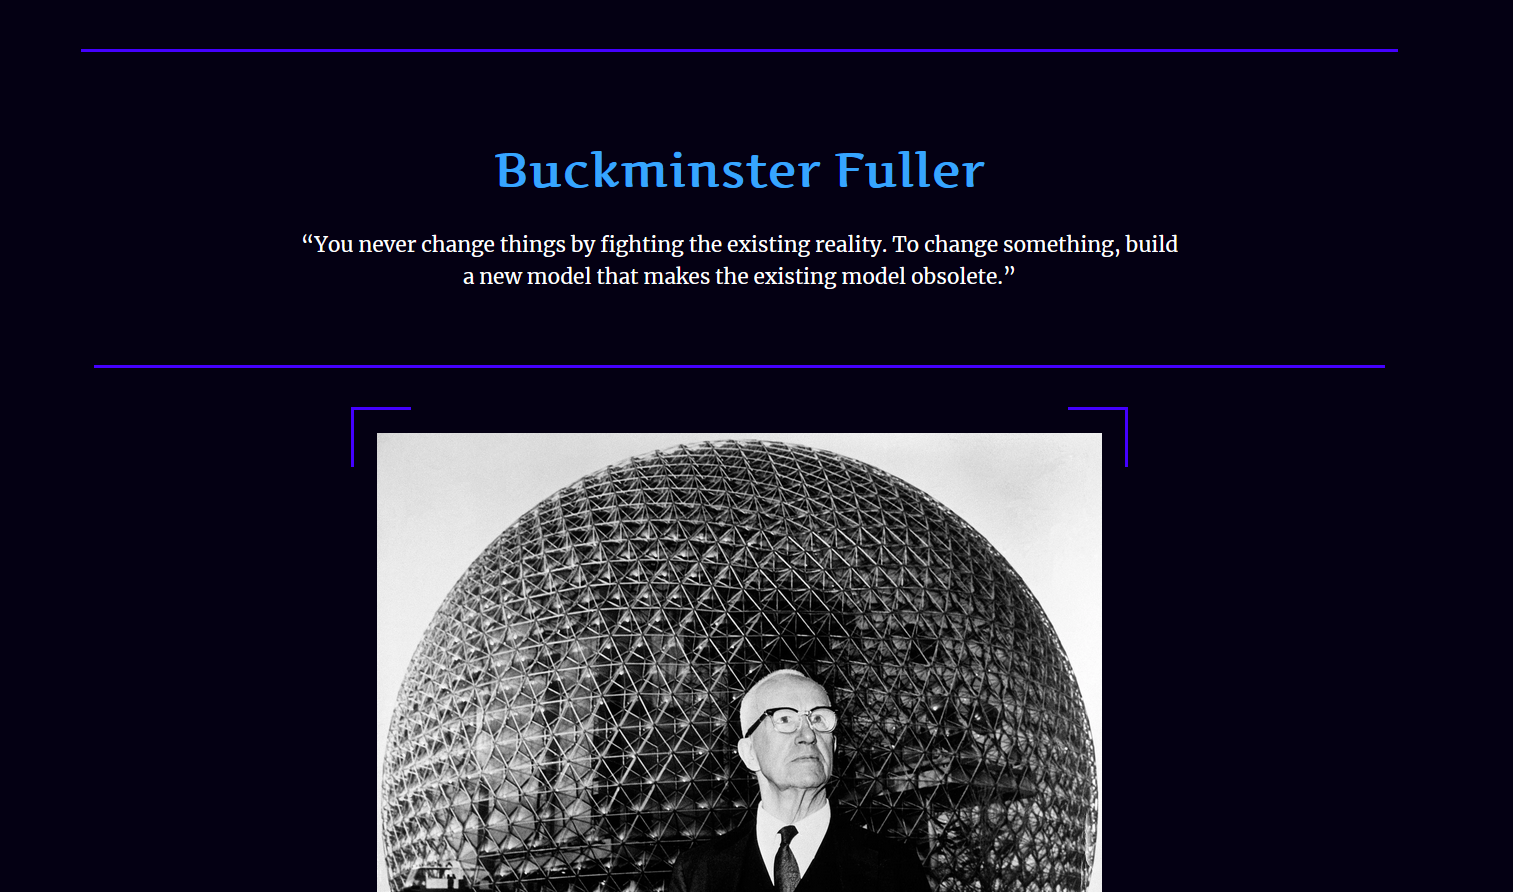 Buckminster Fuller
“You never change things by fighting the existing reality. To change something, build
a new model that makes the existing model obsolete.”